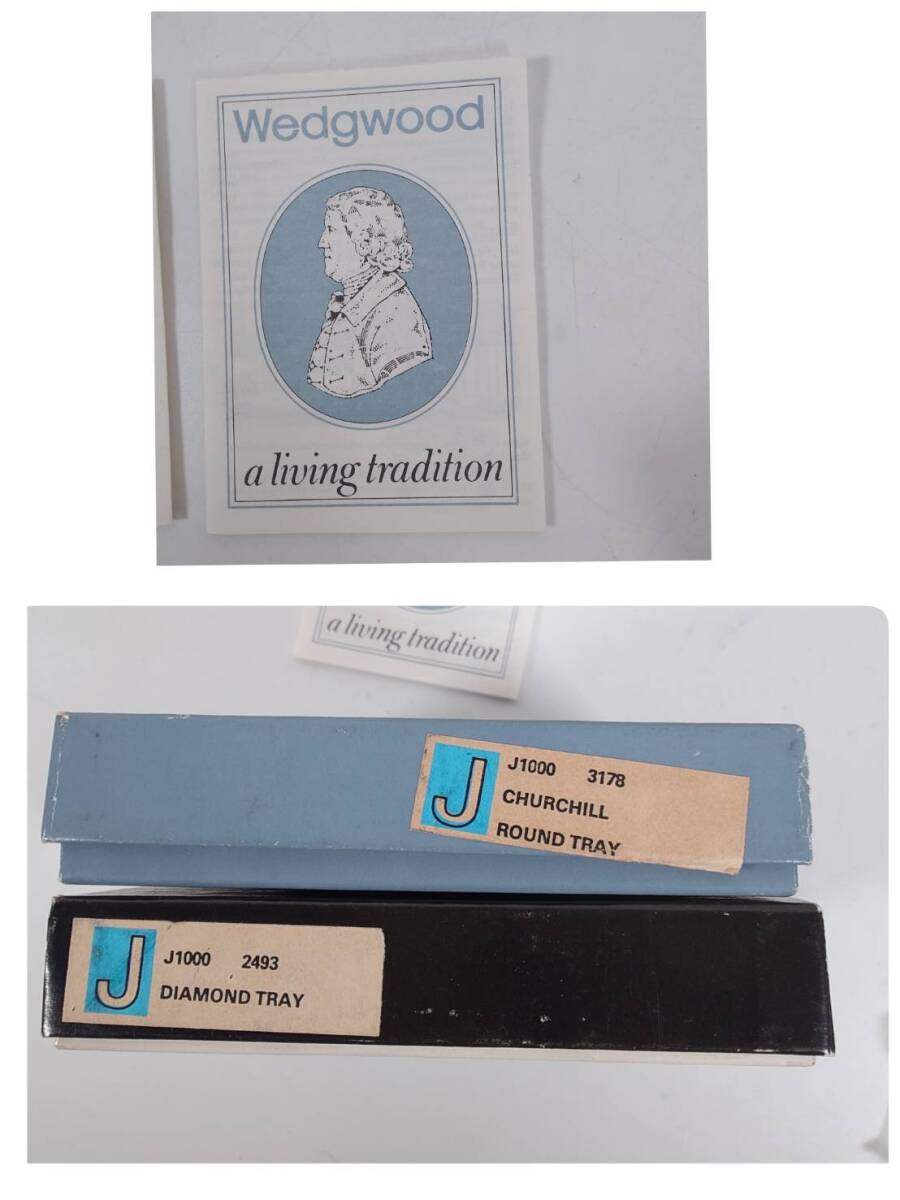 Wedgwood
a living tradition
a living tradition
J
J1000 3178
CHURCHILL
ROUND TRAY
J
J1000 2493
DIAMOND TRAY